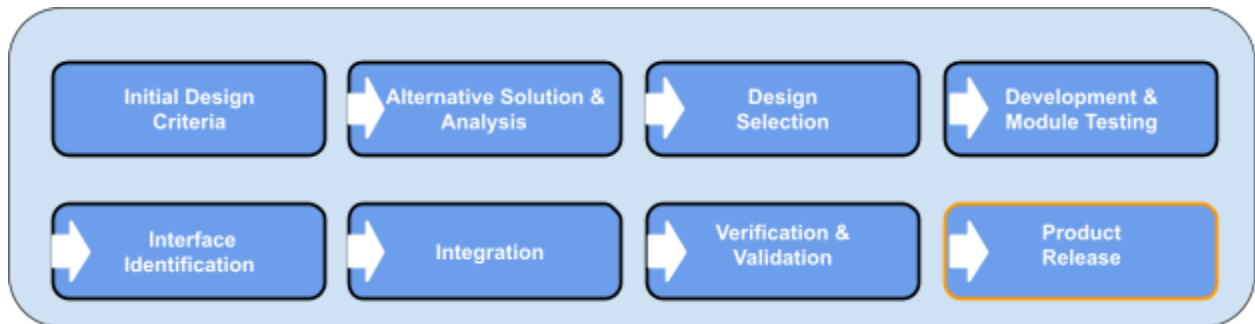 Initial Design
Criteria
Alternative Solution &
Analysis
Design
Selection
Development &
Module Testing
Interface
Identification
Integration
Verification &
Validation
Product
Release